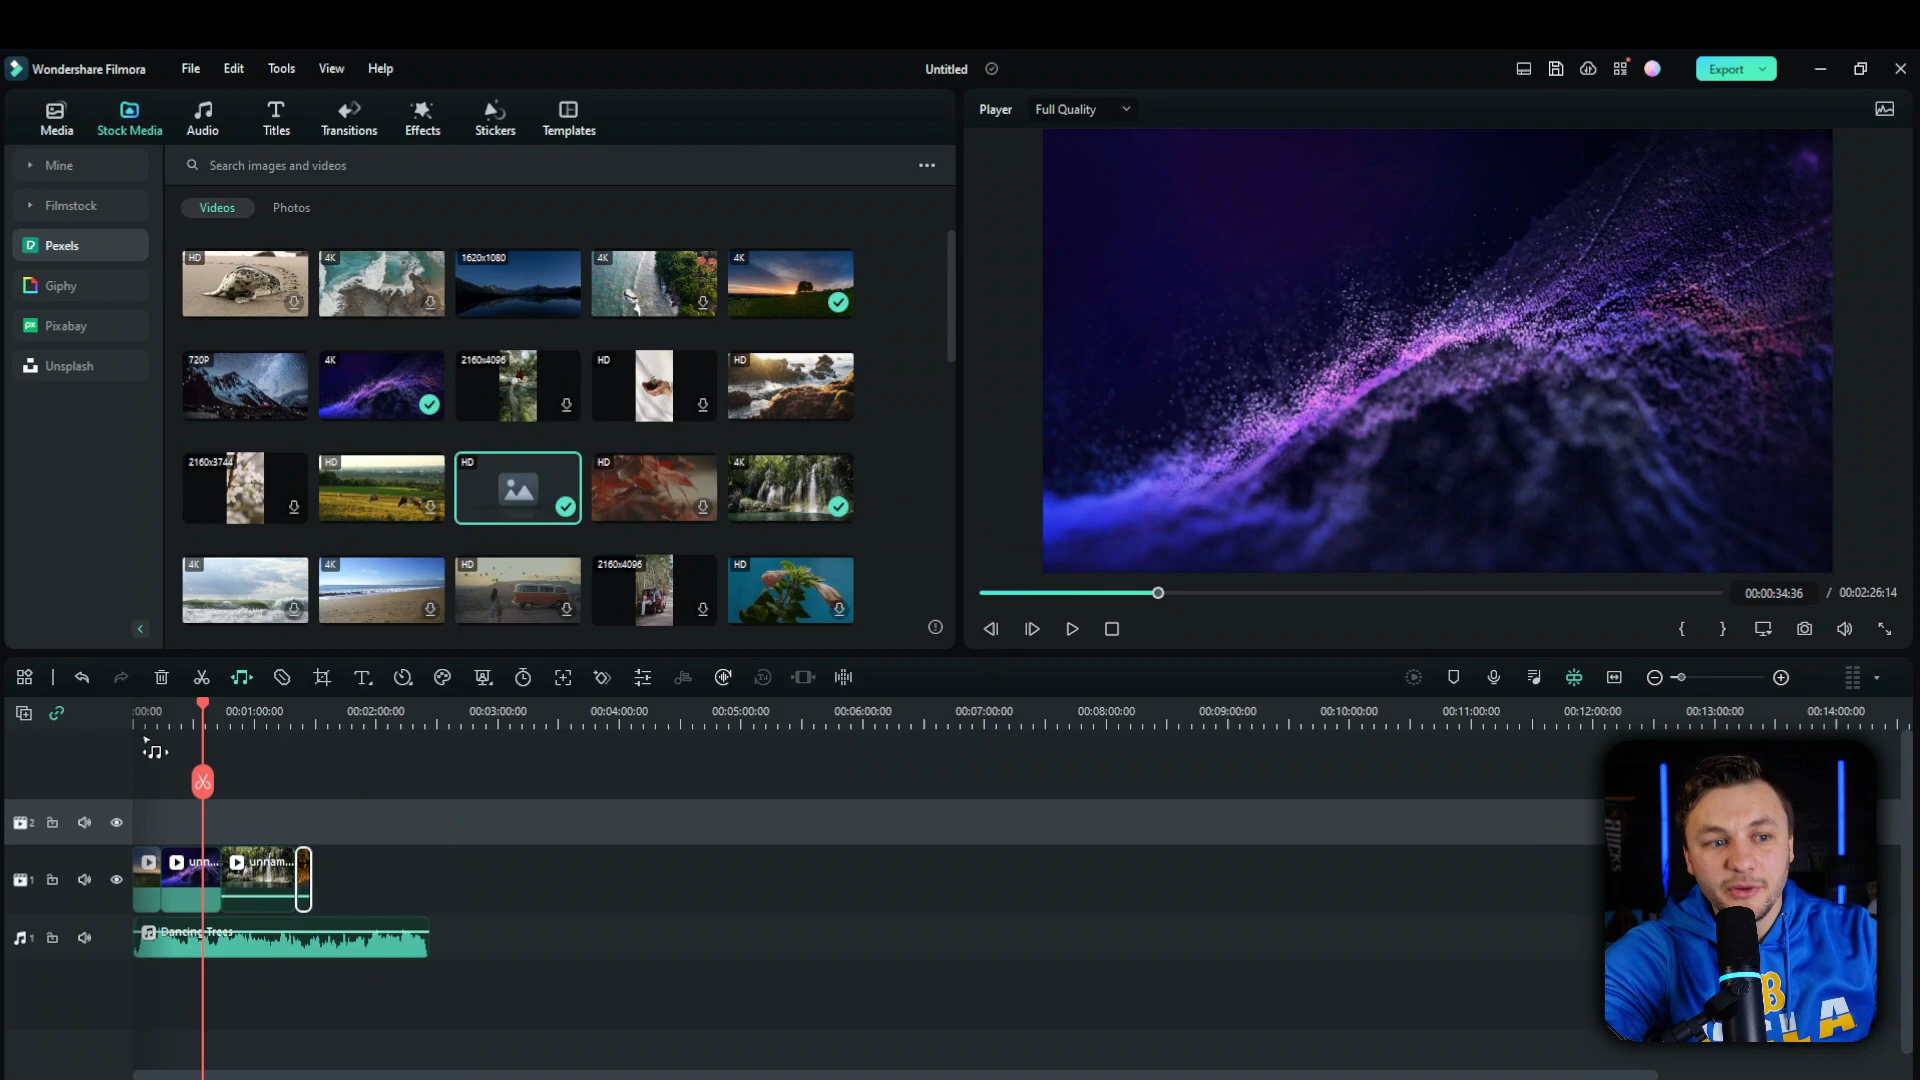 Wondershare Filmora File Edit Tools View Help Untitled Export
Media Stock Media Audio Titles Transitions Effects Stickers Templates
Player Full Quality
Mine
Filmstock
Pexels
Giphy
Pixabay
Unsplash
Search images and videos
Videos Photos
HD 4K 1620x1080 4K 4K
720P 4K 2160x4096 HD HD
2160x3744 HD HD HD 4K
4K 4K HD 2160x4096 HD
00:00:34:36 / 00:02:26:14
:00:00 00:01:00:00 00:02:00:00 00:03:00:00 00:04:00:00 00:05:00:00 00:06:00:00 00:07:00:00 00:08:00:00 00:09:00:00 00:10:00:00 00:11:00:00 00:12:00:00 00:13:00:00 00:14:00:00
2
unn... unnam...
1
1 Dancing Trees